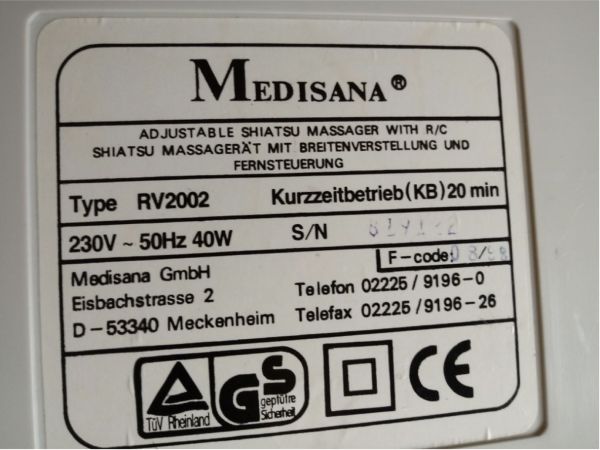 MEDISANA®
ADJUSTABLE SHIATSU MASSAGER WITH R/C
SHIATSU MASSAGERÄT MIT BREITENVERSTELLUNG UND
FERNSTEUERUNG
Type RV2002 Kurzzeitbetrieb(KB)20 min
230V ~ 50Hz 40W S/N
F-code:
Medisana GmbH
Eisbachstrasse 2
D-53340 Meckenheim
Telefon 02225/9196-0
Telefax 02225/9196-26
TÜV Rheinland
GS
geprüfte
Sicherheit
CE